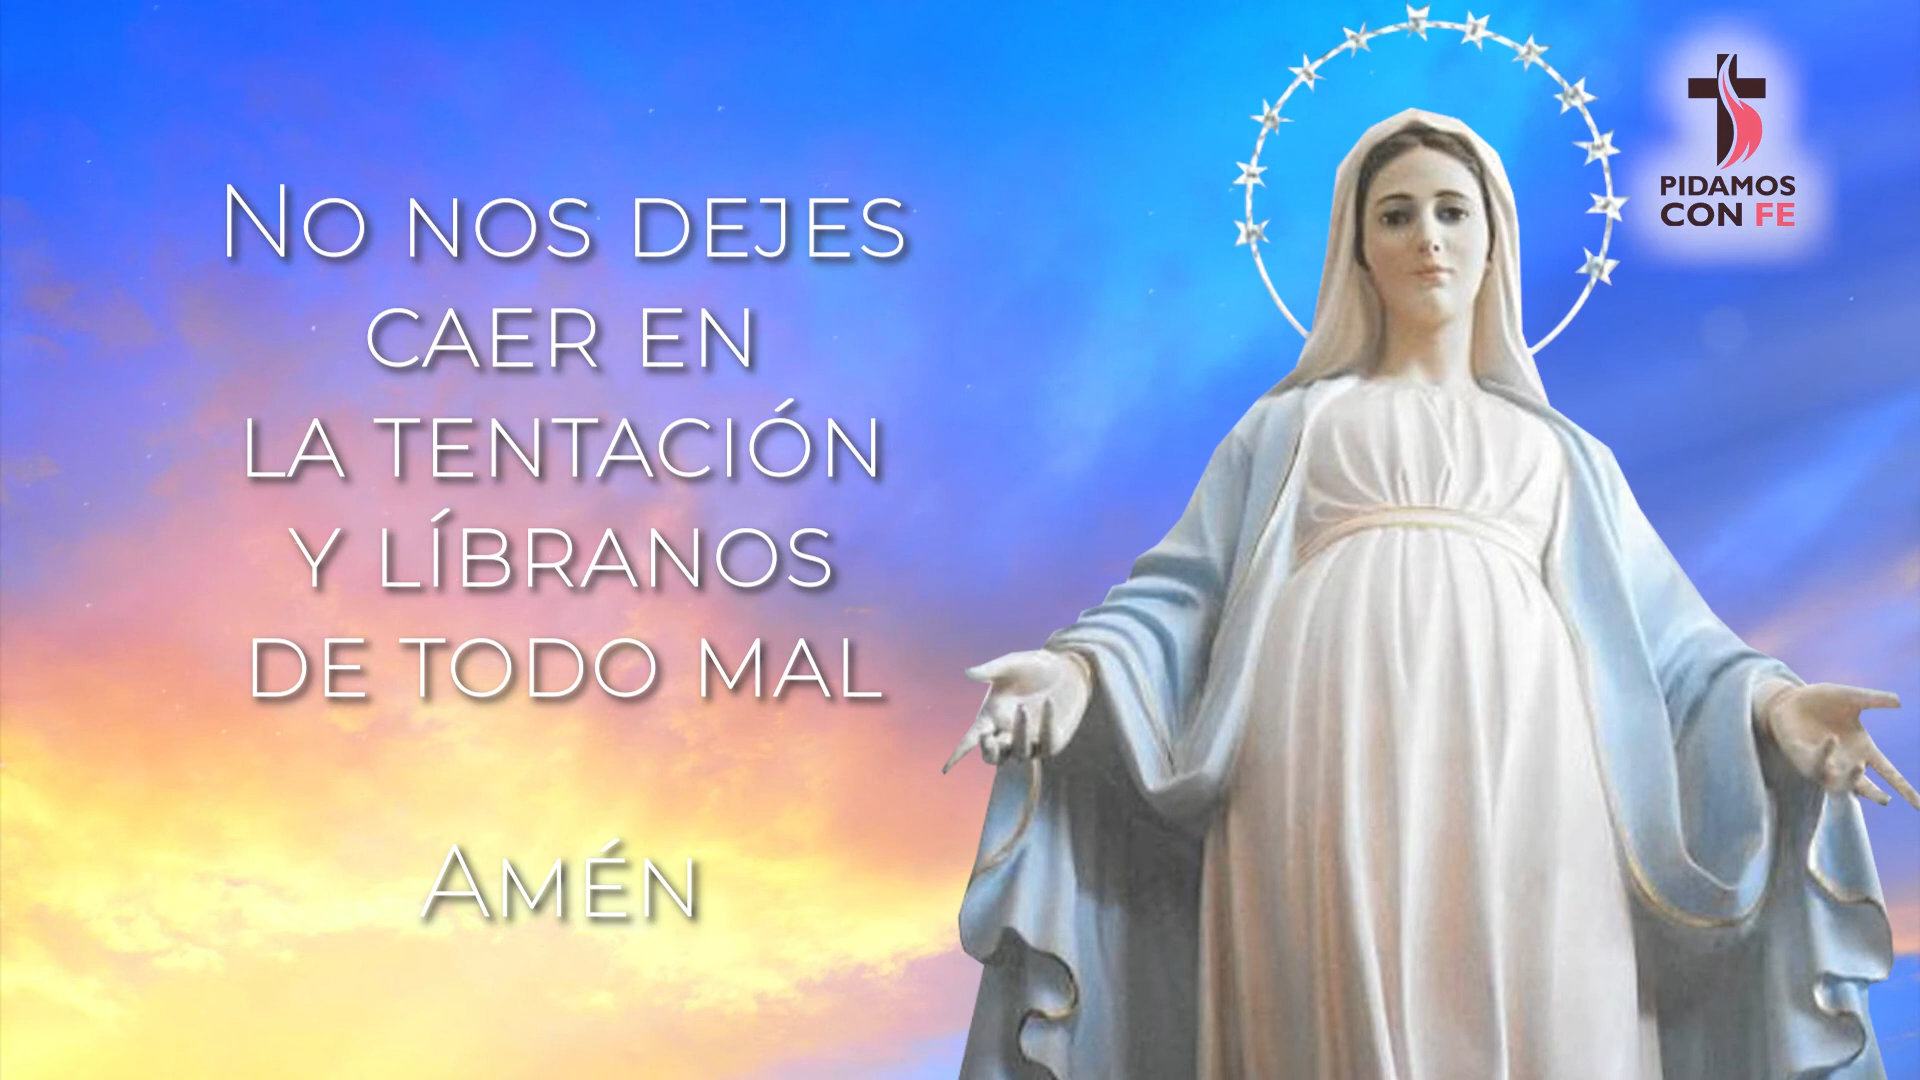 No nos dejes
caer en
la tentación
y líbranos
de todo mal
Amén
PIDAMOS
CON FE